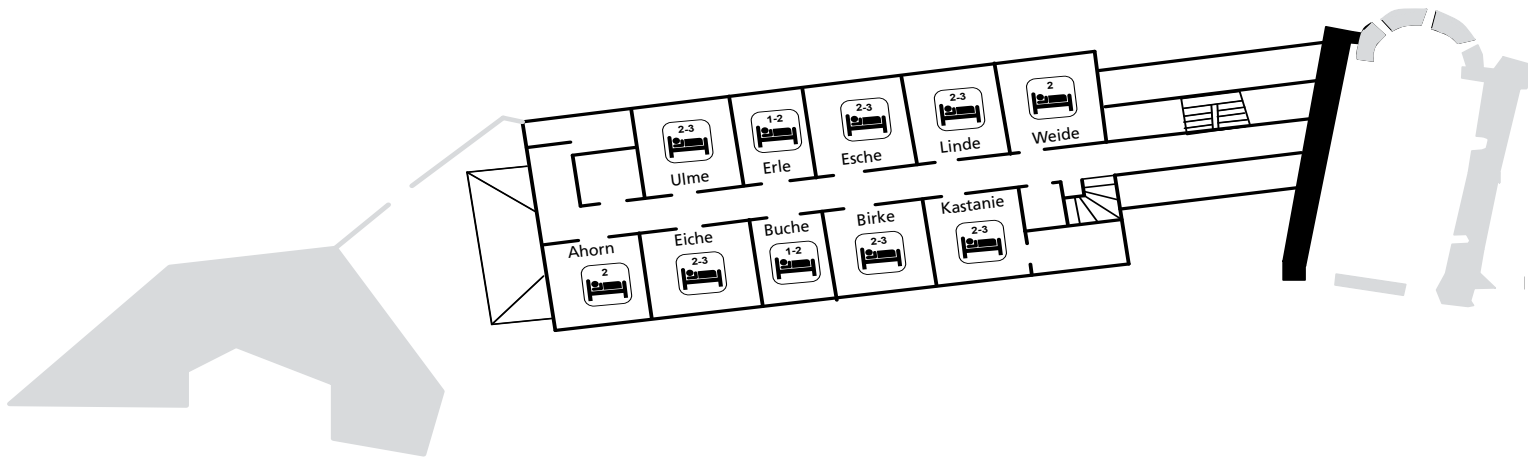 2-3
Ulme
1-2
Erle
2-3
Esche
2-3
Linde
2
Weide
Ahorn
2
Eiche
2-3
Buche
1-2
Birke
2-3
Kastanie
2-3